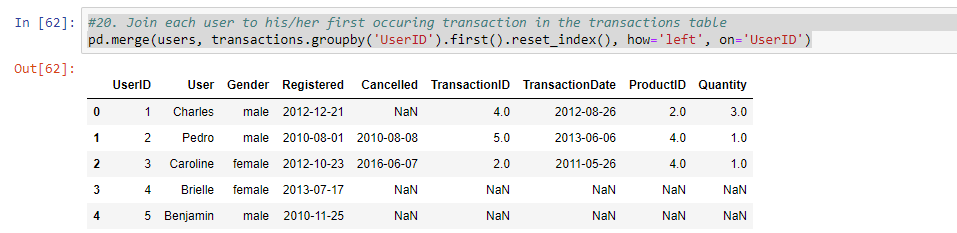 In [62]: #20. Join each user to his/her first occuring transaction in the transactions table
pd.merge(users, transactions.groupby('UserID').first().reset_index(), how='left', on='UserID')
Out[62]:
UserID User Gender Registered Cancelled TransactionID TransactionDate ProductID Quantity
0 1 Charles male 2012-12-21 NaN 4.0 2012-08-26 2.0 3.0
1 2 Pedro male 2010-08-01 2010-08-08 5.0 2013-06-06 4.0 1.0
2 3 Caroline female 2012-10-23 2016-06-07 2.0 2011-05-26 4.0 1.0
3 4 Brielle female 2013-07-17 NaN NaN NaN NaN NaN
4 5 Benjamin male 2010-11-25 NaN NaN NaN NaN NaN